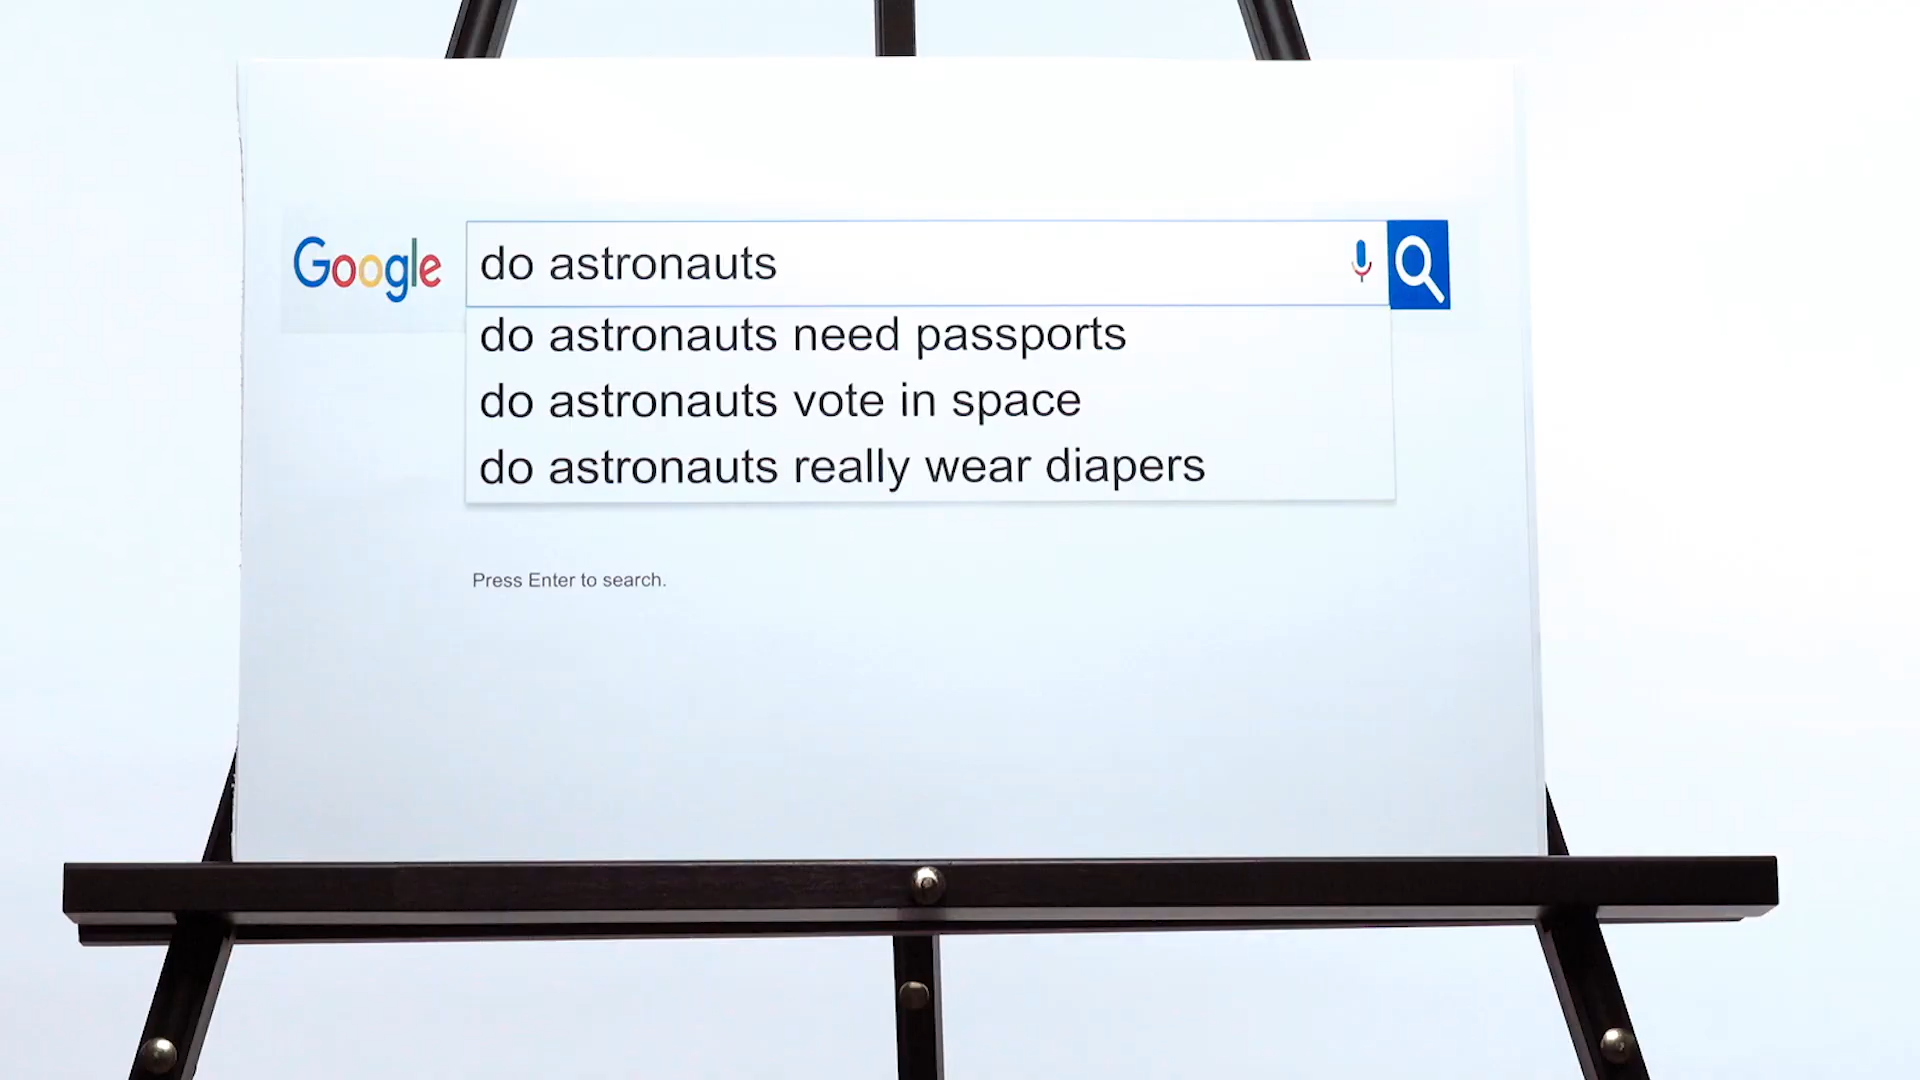 Google do astronauts
do astronauts need passports
do astronauts vote in space
do astronauts really wear diapers
Press Enter to search.